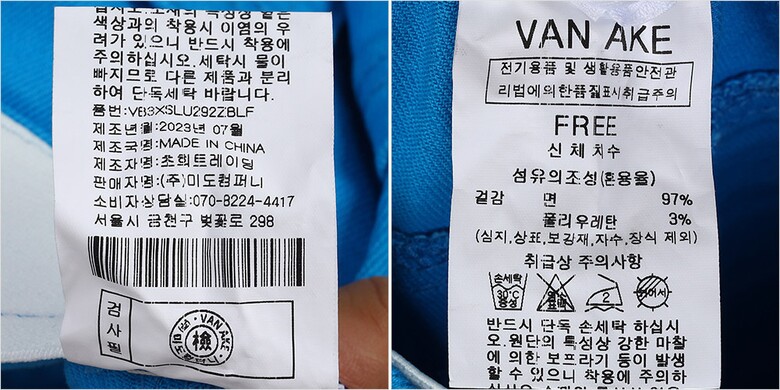 색상과의 착용시 이염의 우
려가 있으니 반드시 착용에
주의하십시오. 세탁시 물이
빠지므로 다른 제품과 분리
하여 단독세탁 바랍니다.
품번:VB3XSLU292ZBLF
제조년월:2023년 07월
제조국명:MADE IN CHINA
제조자명:초희트레이딩
판매자명:(주)미도컴퍼니
소비자상담실:070-8224-4417
서울시 금천구 벚꽃로 298
검사필
VAN AKE
檢
VAN AKE
전기용품 및 생활용품안전관
리법에의한품질표시취급주의
FREE
신체치수
섬유의조성(혼용율)
겉감 면 97%
폴리우레탄 3%
(심지,상표,보강재,자수,장식 제외)
취급상 주의사항
손세탁
30℃
중성
염소
표백
2
드라이
반드시 단독 손세탁 하십시
오.원단의 특성상 강한 마찰
에 의한 보프라기 등이 발생
할 수 있으니 착용에 주의하